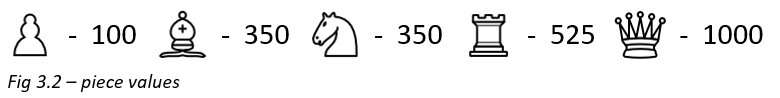 - 100 - 350 - 350 - 525 - 1000
Fig 3.2 – piece values